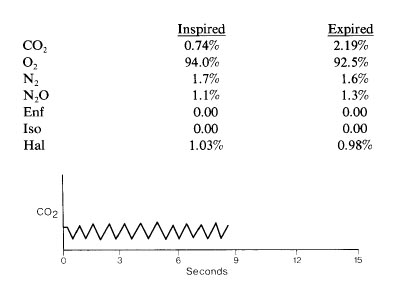 Inspired Expired
CO₂ 0.74% 2.19%
O₂ 94.0% 92.5%
N₂ 1.7% 1.6%
N₂O 1.1% 1.3%
Enf 0.00 0.00
Iso 0.00 0.00
Hal 1.03% 0.98%
CO₂
0 3 6 9 12 15
Seconds